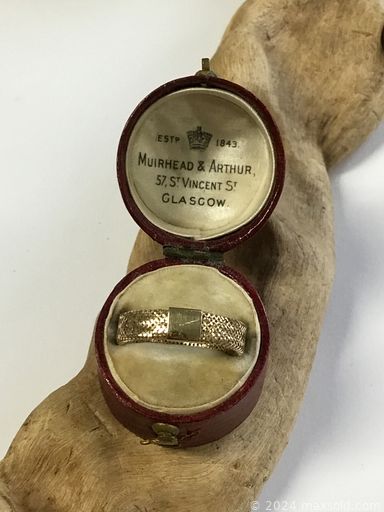 ESTD 1843.
MUIRHEAD & ARTHUR,
57, ST VINCENT ST
GLASGOW.
© 2024 maxsold.com